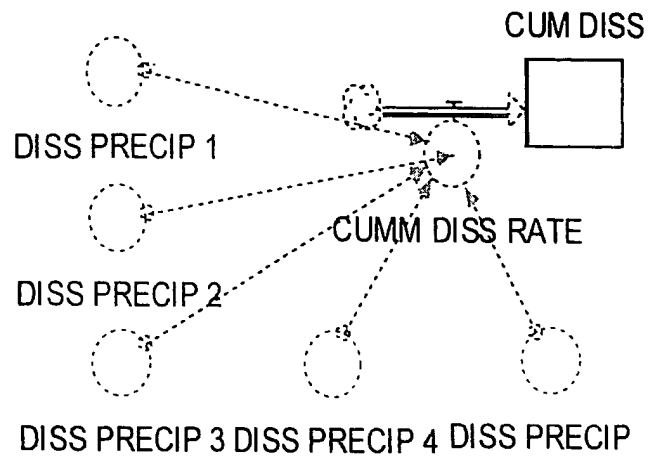 CUM DISS
DISS PRECIP 1
CUMM DISS RATE
DISS PRECIP 2
DISS PRECIP 3 DISS PRECIP 4 DISS PRECIP